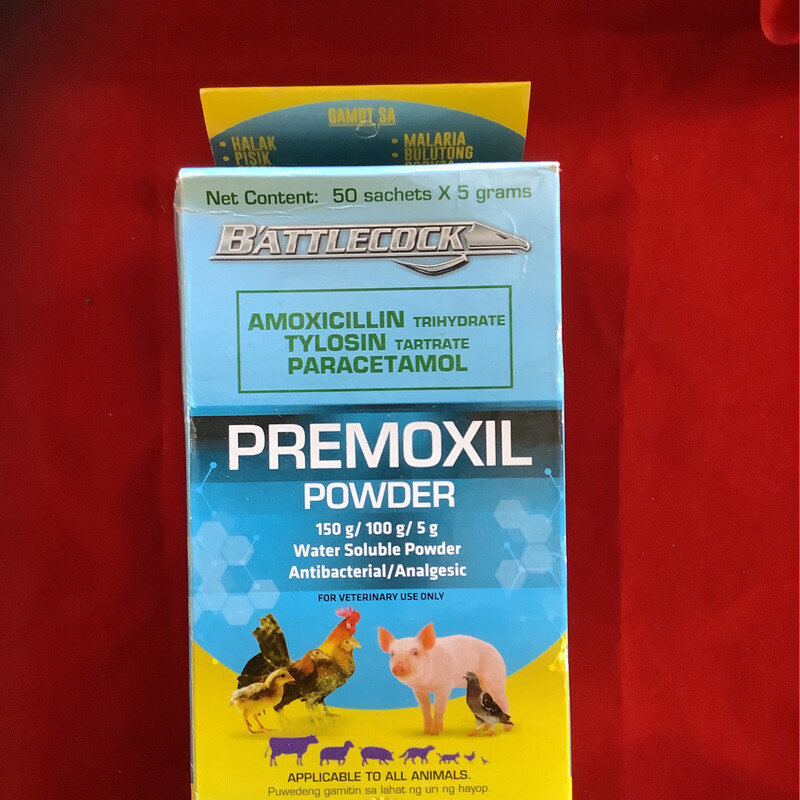 GAMOT SA
• HALAK
• PISIK
• MALARIA
• BULUTONG
Net Content: 50 sachets X 5 grams
BATTLECOCK
AMOXICILLIN TRIHYDRATE
TYLOSIN TARTRATE
PARACETAMOL
PREMOXIL
POWDER
150 g/ 100 g/ 5 g
Water Soluble Powder
Antibacterial/Analgesic
FOR VETERINARY USE ONLY
APPLICABLE TO ALL ANIMALS.
Puwedeng gamitin sa lahat ng uri ng hayop.